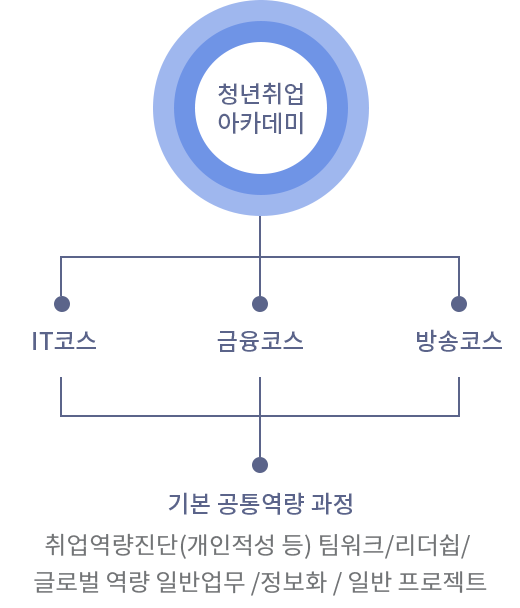 청년취업
아카데미
IT코스
금융코스
방송코스
기본 공통역량 과정
취업역량진단(개인적성 등) 팀워크/리더쉽/
글로벌 역량 일반업무 /정보화 / 일반 프로젝트